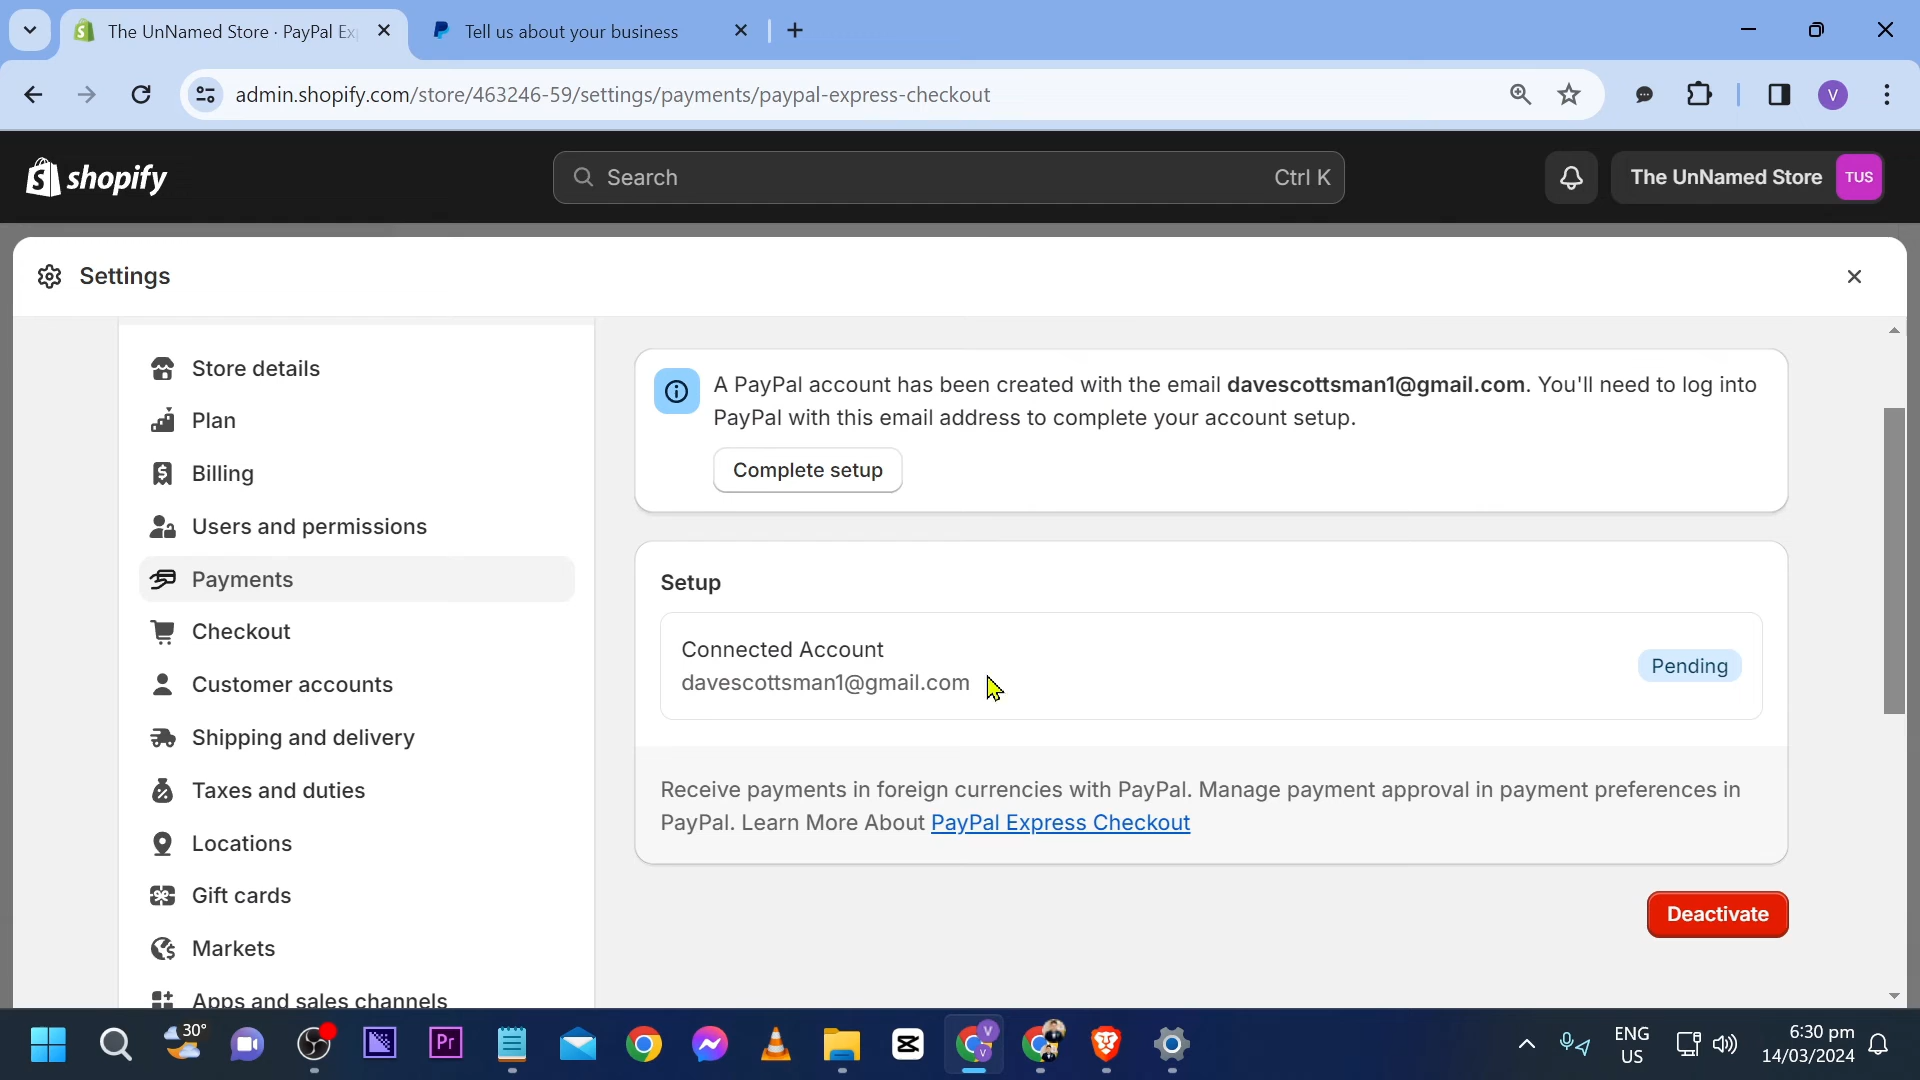 The UnNamed Store · PayPal Ex
Tell us about your business
admin.shopify.com/store/463246-59/settings/payments/paypal-express-checkout
V
shopify
Search
Ctrl K
The UnNamed Store
TUS
Settings
Store details
Plan
Billing
Users and permissions
Payments
Checkout
Customer accounts
Shipping and delivery
Taxes and duties
Locations
Gift cards
Markets
Apps and sales channels
A PayPal account has been created with the email davescottsman1@gmail.com. You'll need to log into
PayPal with this email address to complete your account setup.
Complete setup
Setup
Connected Account
davescottsman1@gmail.com
Pending
Receive payments in foreign currencies with PayPal. Manage payment approval in payment preferences in
PayPal. Learn More About PayPal Express Checkout
Deactivate
30°
Pr
V
V
ENG
US
6:30 pm
14/03/2024